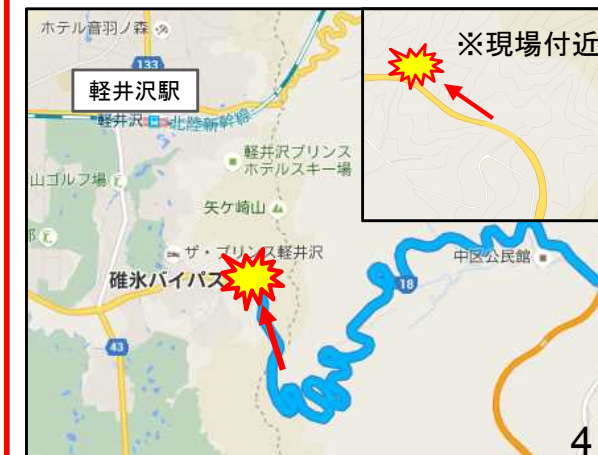 ホテル音羽ノ森
※現場付近
133
軽井沢駅
軽井沢
北陸新幹線
軽井沢プリンス
ホテルスキー場
山ゴルフ場
矢ケ崎山
ザ・プリンス軽井沢
碓氷バイパス
中区公民館
18
43
4